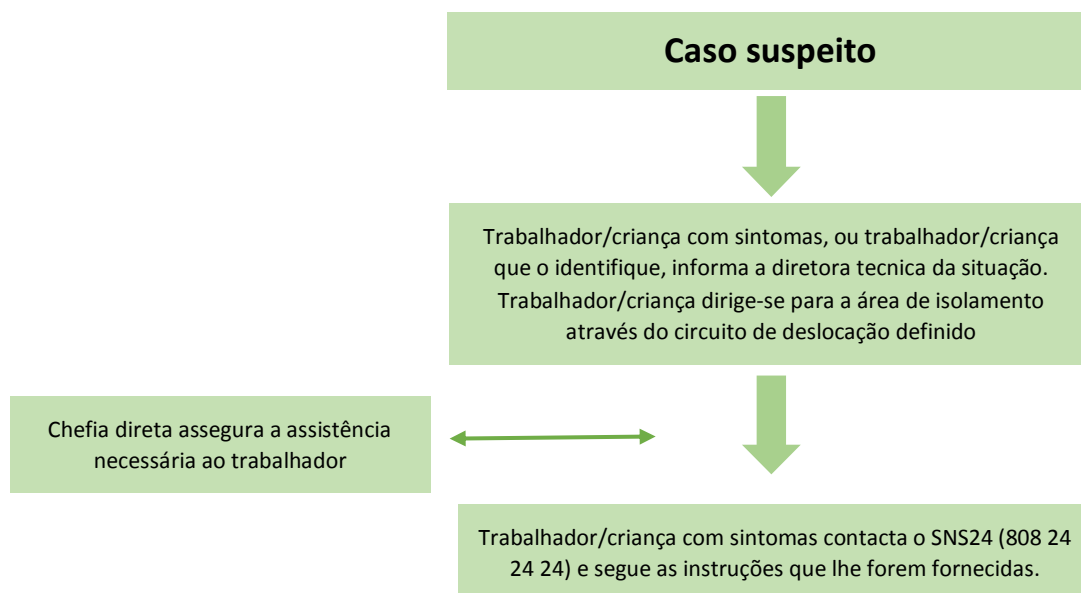 Caso suspeito
Trabalhador/criança com sintomas, ou trabalhador/criança
que o identifique, informa a diretora tecnica da situação.
Trabalhador/criança dirige-se para a área de isolamento
através do circuito de deslocação definido
Chefia direta assegura a assistência
necessária ao trabalhador
Trabalhador/criança com sintomas contacta o SNS24 (808 24
24 24) e segue as instruções que lhe forem fornecidas.